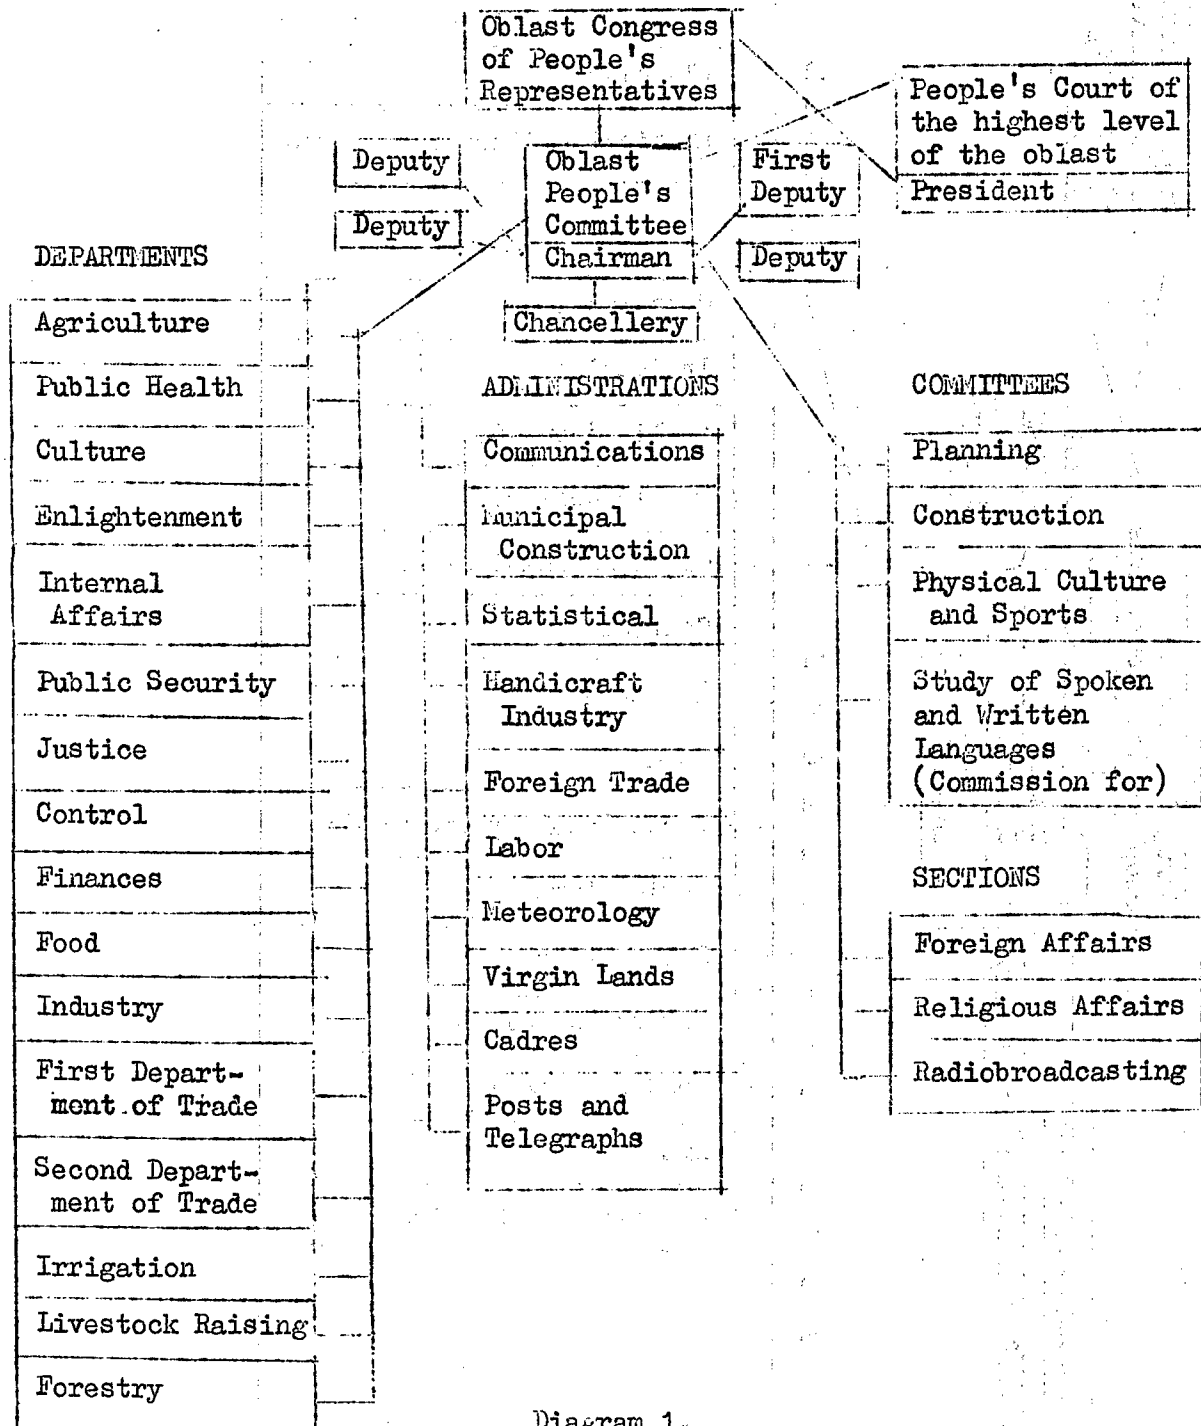 Oblast Congress
of People's
Representatives
People's Court of
the highest level
of the oblast
President
Deputy
Deputy
Oblast
People's
Committee
Chairman
First
Deputy
Deputy
Chancellery
DEPARTMENTS
Agriculture
Public Health
Culture
Enlightenment
Internal
Affairs
Public Security
Justice
Control
Finances
Food
Industry
First Depart-
ment of Trade
Second Depart-
ment of Trade
Irrigation
Livestock Raising
Forestry
ADMINISTRATIONS
Communications
Municipal
Construction
Statistical
Handicraft
Industry
Foreign Trade
Labor
Meteorology
Virgin Lands
Cadres
Posts and
Telegraphs
COMMITTEES
Planning
Construction
Physical Culture
and Sports
Study of Spoken
and Written
Languages
(Commission for)
SECTIONS
Foreign Affairs
Religious Affairs
Radiobroadcasting
Diagram 1.